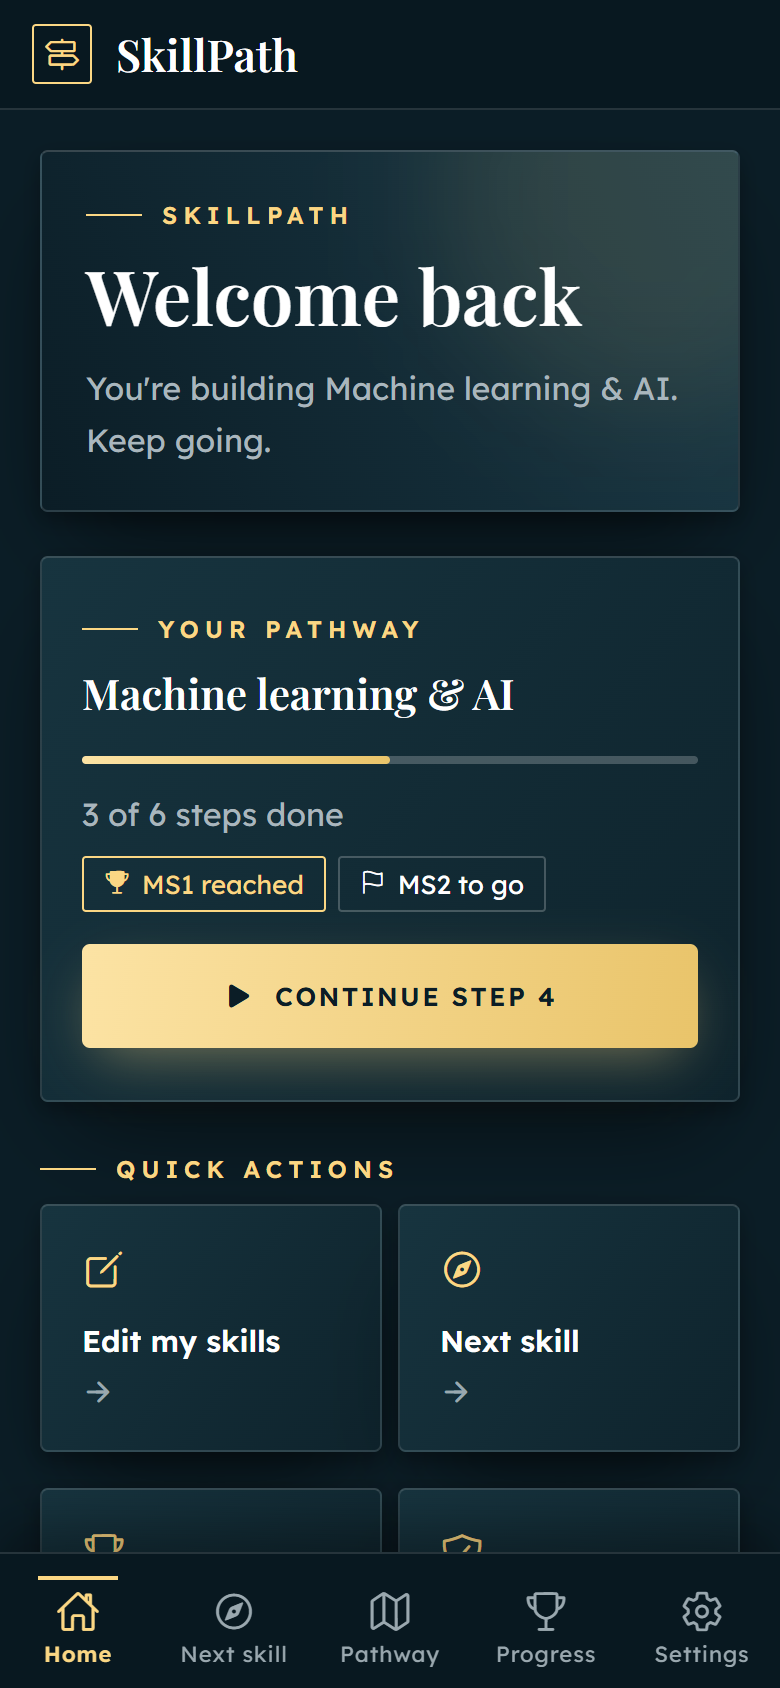 SkillPath
SKILLPATH
Welcome back
You're building Machine learning & AI.
Keep going.
YOUR PATHWAY
Machine learning & AI
3 of 6 steps done
MS1 reached
MS2 to go
CONTINUE STEP 4
QUICK ACTIONS
Edit my skills
Next skill
Home
Next skill
Pathway
Progress
Settings